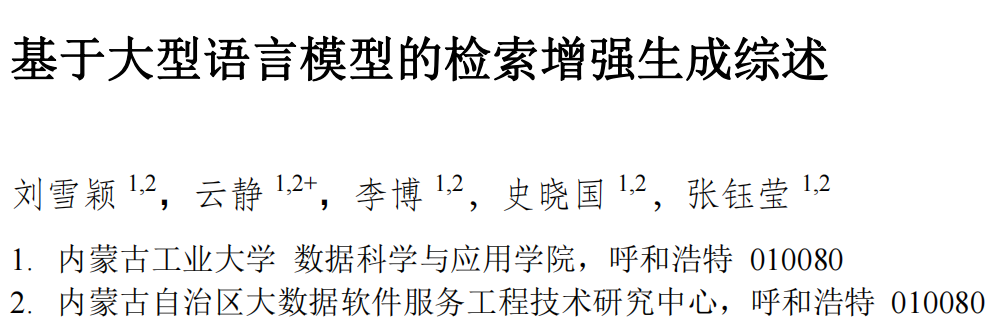 基于大型语言模型的检索增强生成综述
刘雪颖 1,2，云静 1,2+，李博 1,2，史晓国 1,2，张钰莹 1,2
1. 内蒙古工业大学 数据科学与应用学院，呼和浩特 010080
2. 内蒙古自治区大数据软件服务工程技术研究中心，呼和浩特 010080